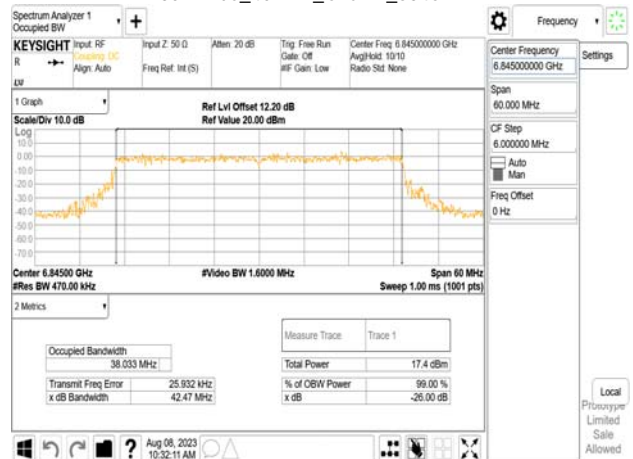 Spectrum Analyzer 1
Occupied BW
Frequency
KEYSIGHT
R
Input: RF
Coupling: DC
Align: Auto
Input Z: 50 Ω
Freq Ref: Int (S)
Atten: 20 dB
Trig: Free Run
Gate: Off
#IF Gain: Low
Center Freq: 6.845000000 GHz
Avg|Hold: 10/10
Radio Std: None
Center Frequency
6.845000000 GHz
Settings
Span
60.000 MHz
CF Step
6.000000 MHz
Auto
Man
Freq Offset
0 Hz
1 Graph
Scale/Div 10.0 dB
Ref Lvl Offset 12.20 dB
Ref Value 20.00 dBm
Log
10.0
0.00
-10.0
-20.0
-30.0
-40.0
-50.0
-60.0
-70.0
Center 6.84500 GHz
#Res BW 470.00 kHz
#Video BW 1.6000 MHz
Span 60 MHz
Sweep 1.00 ms (1001 pts)
2 Metrics
Measure Trace
Trace 1
Occupied Bandwidth
38.033 MHz
Total Power
17.4 dBm
Transmit Freq Error
25.932 kHz
% of OBW Power
99.00 %
x dB Bandwidth
42.47 MHz
x dB
-26.00 dB
Local
Prototype
Limited
Sale
Allowed
Aug 08, 2023
10:32:11 AM